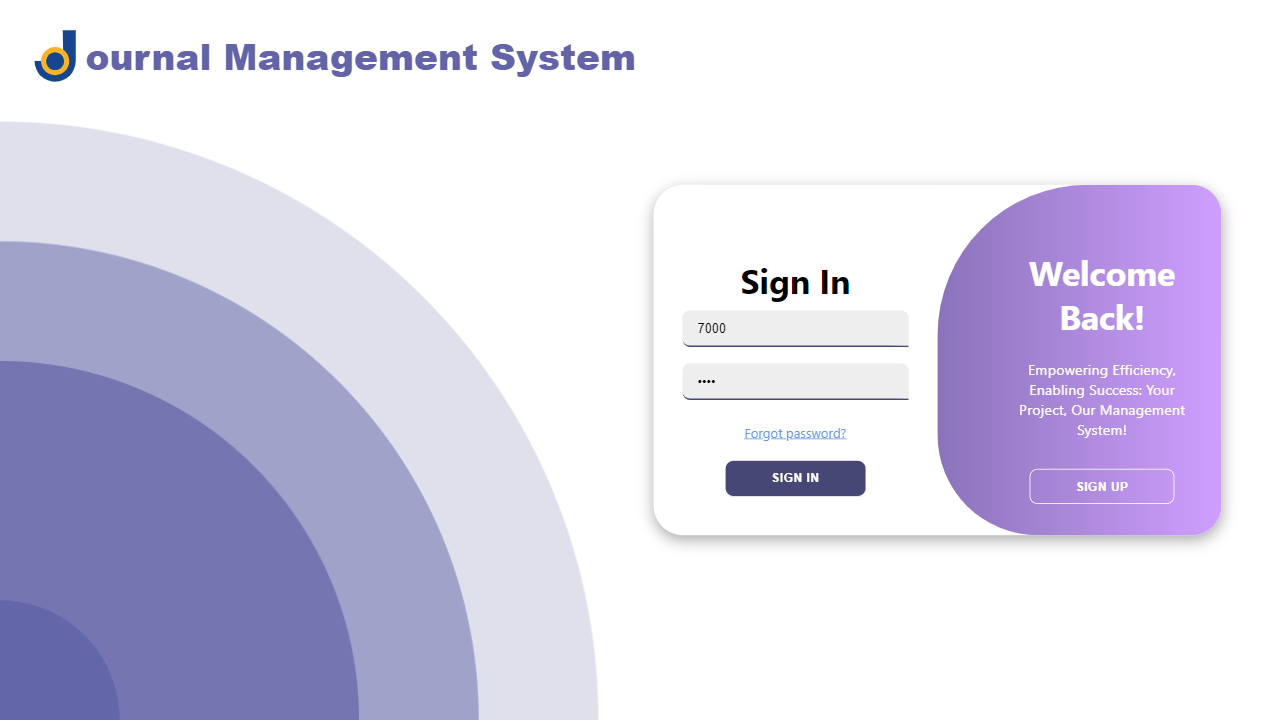 Journal Management System
Sign In
7000
••••
Forgot password?
SIGN IN
Welcome
Back!
Empowering Efficiency,
Enabling Success: Your
Project, Our Management
System!
SIGN UP